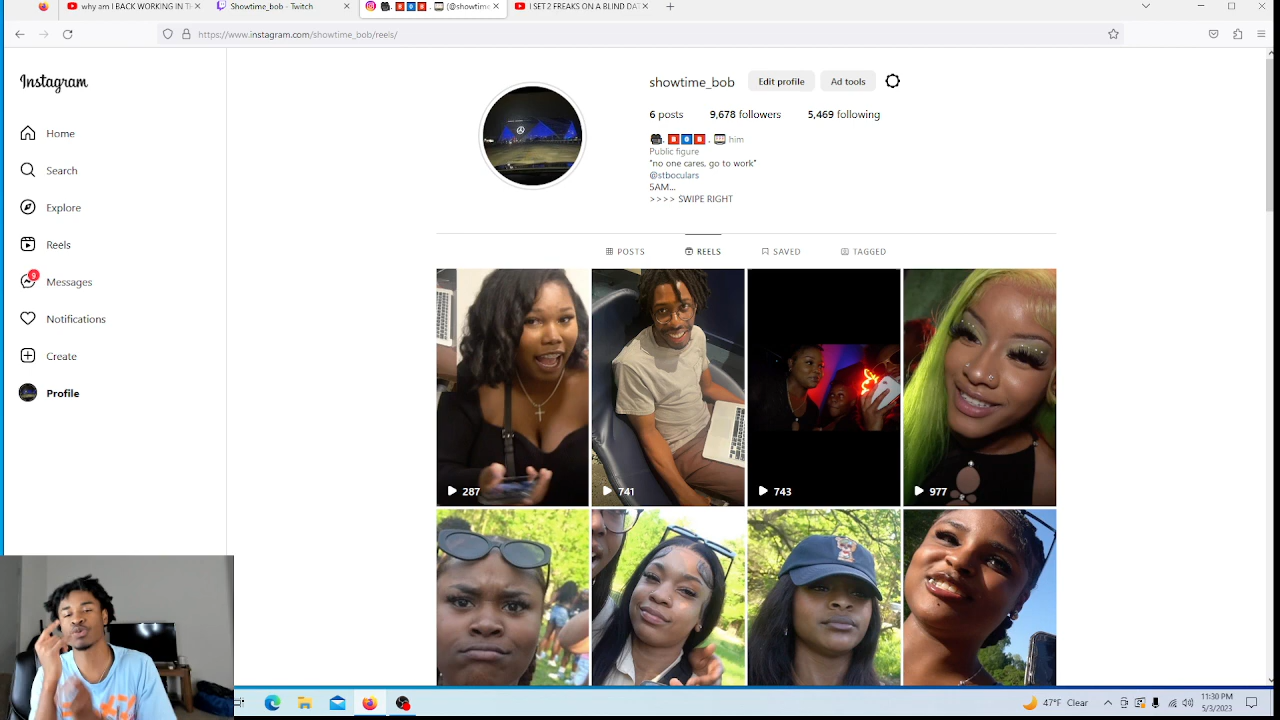 why am I BACK WORKING IN T
Showtime_bob - Twitch
(@showtime
I SET 2 FREAKS ON A BLIND DAT
https://www.instagram.com/showtime_bob/reels/
Instagram
showtime_bob
Edit profile
Ad tools
6 posts
9,678 followers
5,469 following
him
Public figure
"no one cares, go to work"
@stboculars
5AM...
>>>> SWIPE RIGHT
Home
Search
Explore
Reels
9
Messages
Notifications
Create
Profile
POSTS
REELS
SAVED
TAGGED
287
741
743
977
47°F Clear
11:30 PM
5/3/2023